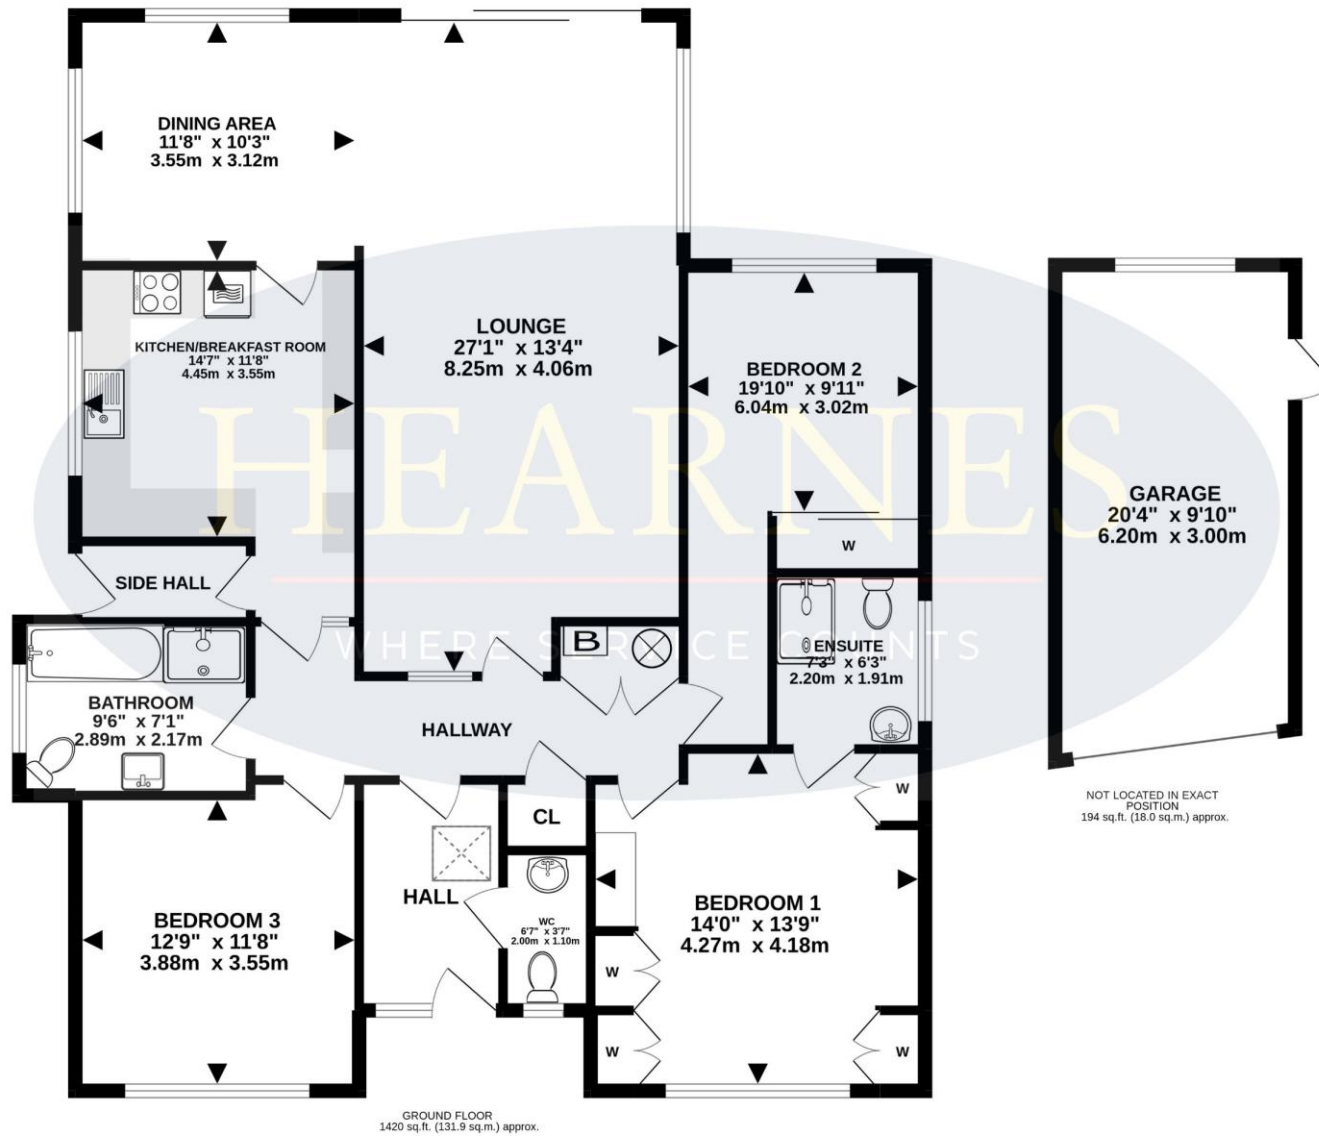 DINING AREA
11'8" x 10'3"
3.55m x 3.12m
KITCHEN/BREAKFAST ROOM
14'7" x 11'8"
4.45m x 3.55m
LOUNGE
27'1" x 13'4"
8.25m x 4.06m
BEDROOM 2
19'10" x 9'11"
6.04m x 3.02m
W
GARAGE
20'4" x 9'10"
6.20m x 3.00m
NOT LOCATED IN EXACT
POSITION
194 sq.ft. (18.0 sq.m.) approx.
HEARNES
WHERE SERVICE COUNTS
SIDE HALL
B
ENSUITE
7'3" x 6'3"
2.20m x 1.91m
BATHROOM
9'6" x 7'1"
2.89m x 2.17m
HALLWAY
CL
W
HALL
WC
6'7" x 3'7"
2.00m x 1.10m
BEDROOM 3
12'9" x 11'8"
3.88m x 3.55m
BEDROOM 1
14'0" x 13'9"
4.27m x 4.18m
W
W
W
GROUND FLOOR
1420 sq.ft. (131.9 sq.m.) approx.